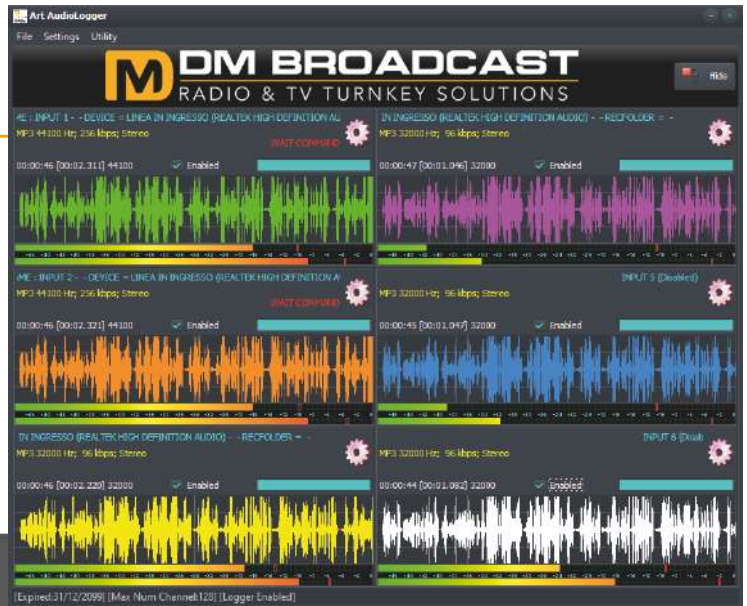 Art AudioLogger
File Settings Utility
DM BROADCAST
RADIO & TV TURNKEY SOLUTIONS
Hide
ME : INPUT 1 - - DEVICE = LINEA IN INGRESSO (REALTEK HIGH DEFINITION AU
MP3 44100 Hz; 256 kbps; Stereo
WAIT COMMAND
00:00:46 [00:02.311] 44100 Enabled
IN INGRESSO (REALTEK HIGH DEFINITION AUDIO) - - RECFOLDER = -
MP3 32000 Hz; 96 kbps; Stereo
00:00:47 [00:01.046] 32000 Enabled
ME : INPUT 2 - - DEVICE = LINEA IN INGRESSO (REALTEK HIGH DEFINITION A
MP3 44100 Hz; 256 kbps; Stereo
WAIT COMMAND
00:00:46 [00:02.321] 44100 Enabled
INPUT 5 (Disabled)
MP3 32000 Hz; 96 kbps; Stereo
00:00:45 [00:01.047] 32000 Enabled
IN INGRESSO (REALTEK HIGH DEFINITION AUDIO) - - RECFOLDER = -
MP3 32000 Hz; 96 kbps; Stereo
00:00:46 [00:02.220] 32000 Enabled
INPUT 6 (Disab
MP3 32000 Hz; 96 kbps; Stereo
00:00:44 [00:01.082] 32000 Enabled
[Expired:31/12/2099] [Max Num Channel:128] [Logger Enabled]